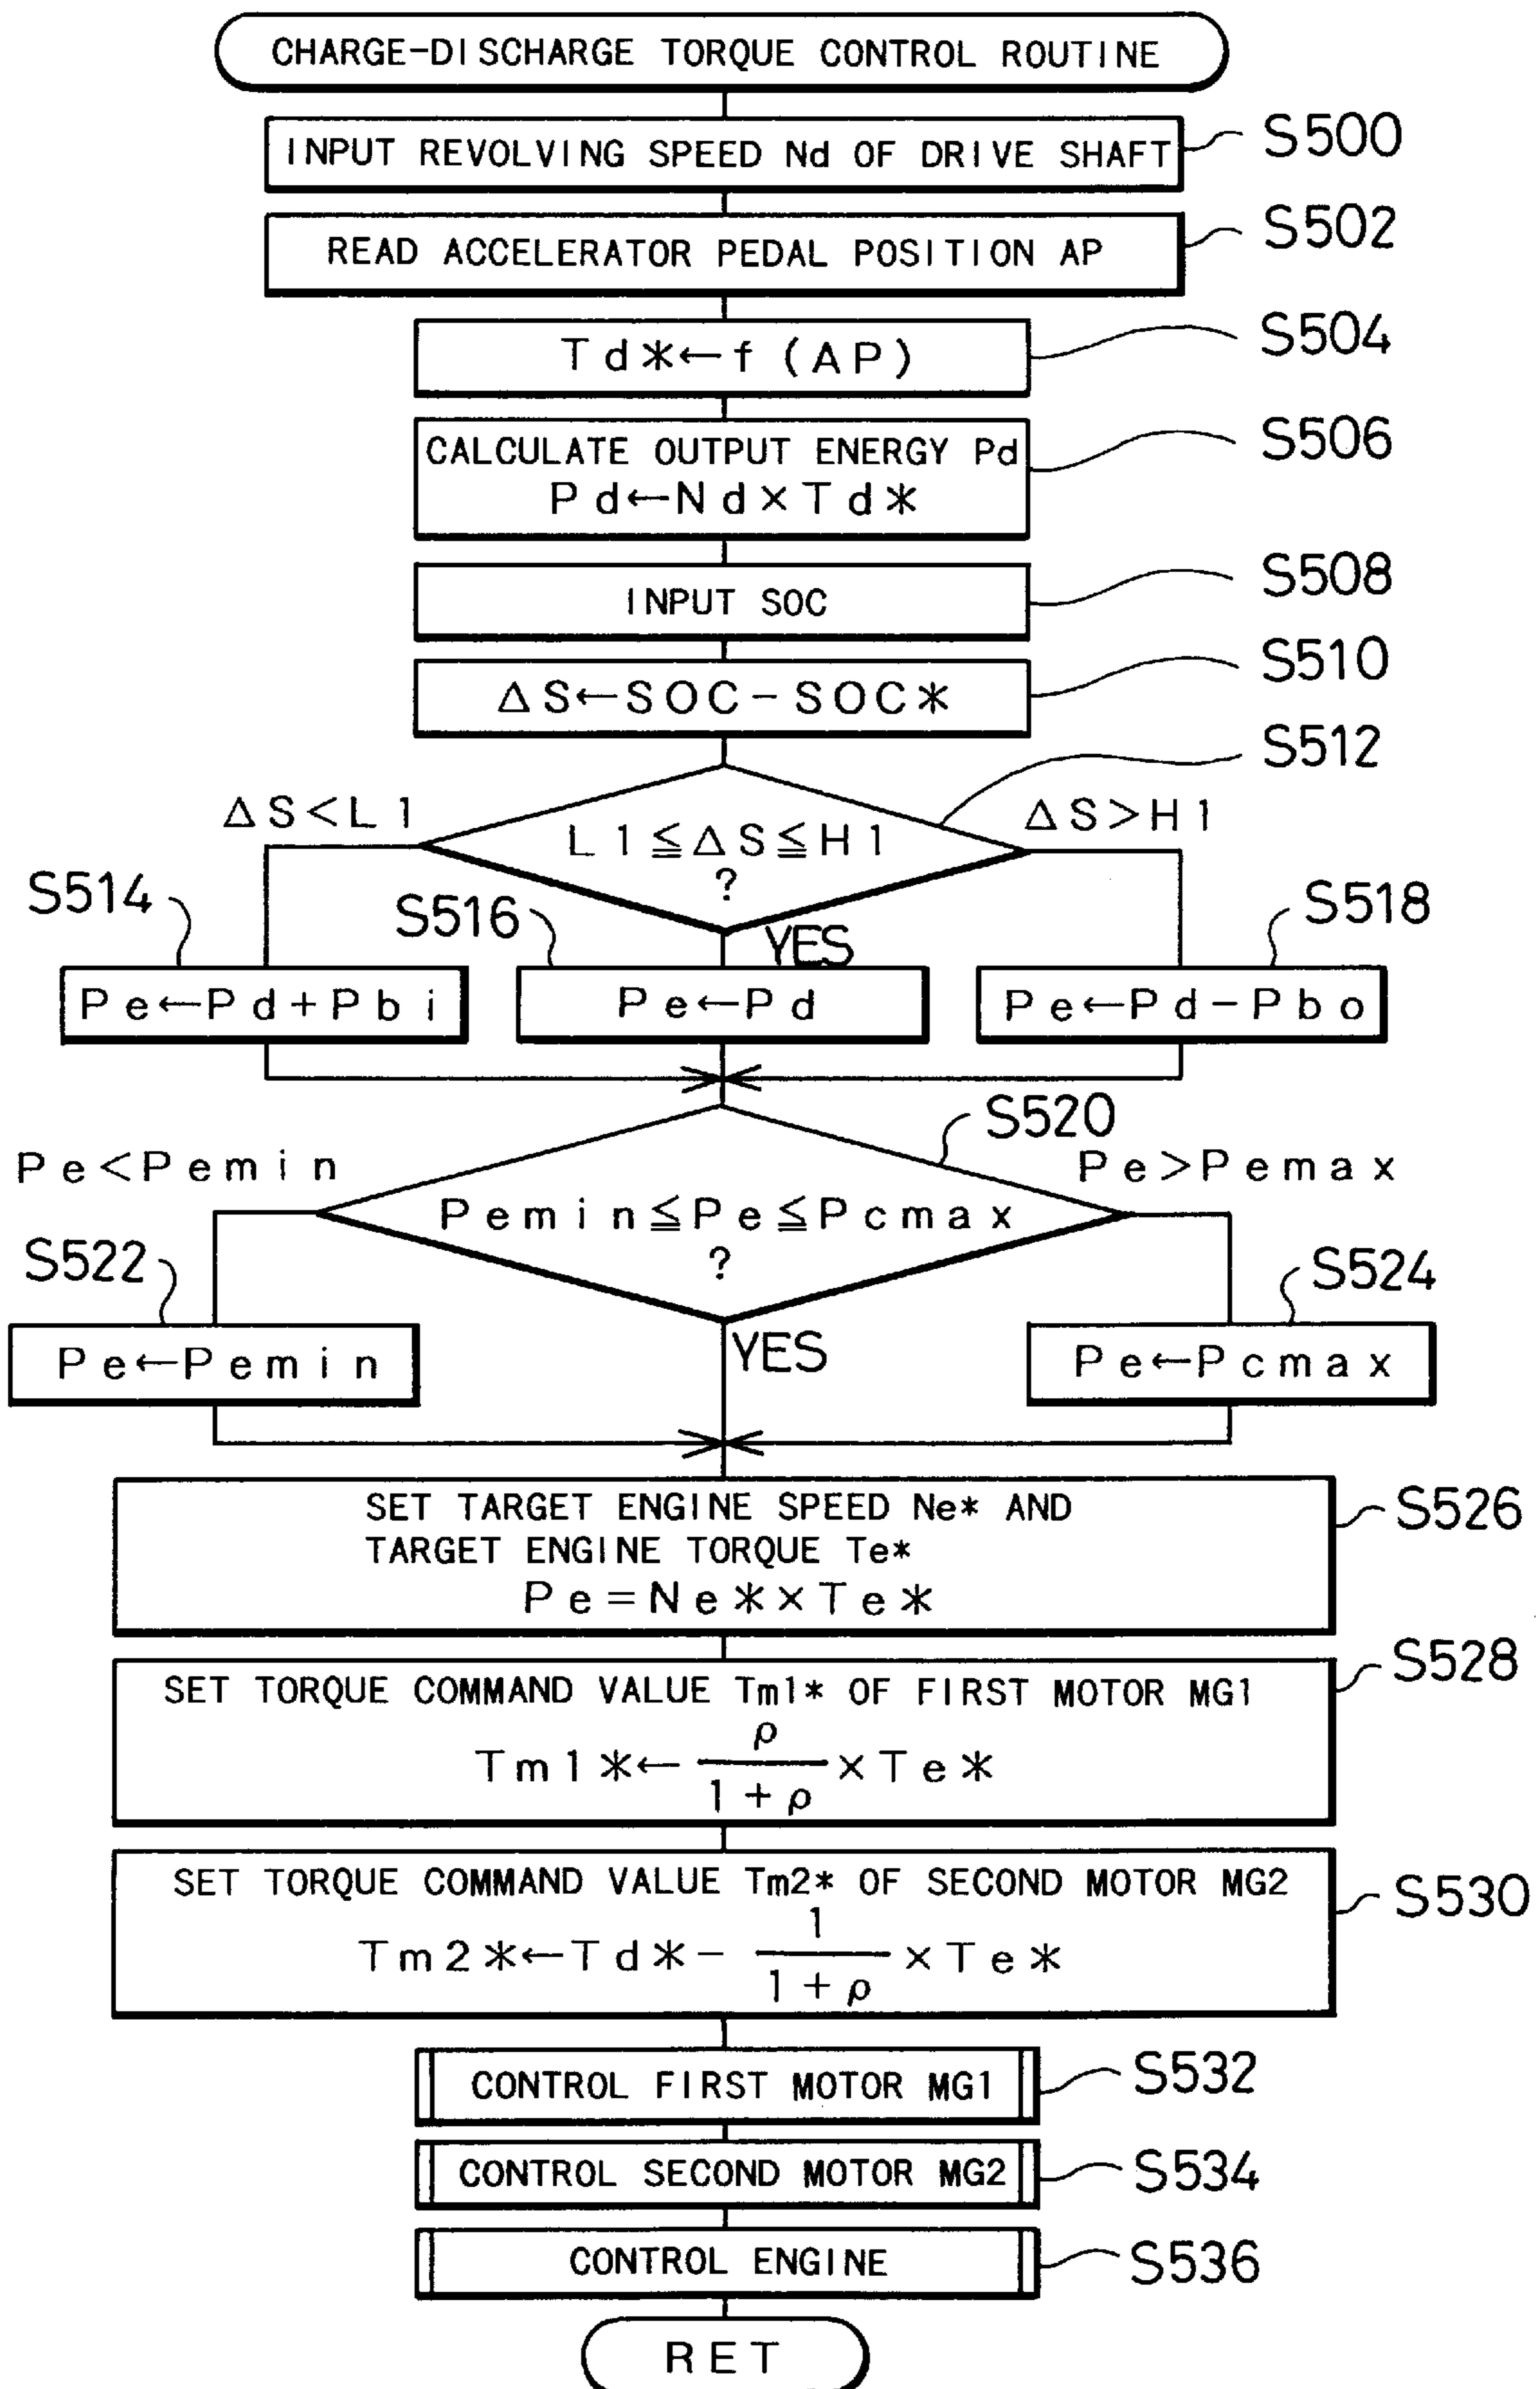 CHARGE-DISCHARGE TORQUE CONTROL ROUTINE
INPUT REVOLVING SPEED Nd OF DRIVE SHAFT
S500
READ ACCELERATOR PEDAL POSITION AP
S502
Td*←f(AP)
S504
CALCULATE OUTPUT ENERGY Pd
Pd←Nd×Td*
S506
INPUT SOC
S508
ΔS←SOC-SOC*
S510
S512
ΔS<L1
L1≦ΔS≦H1
?
ΔS>H1
YES
S514
Pe←Pd+Pbi
S516
Pe←Pd
S518
Pe←Pd-Pbo
S520
Pe<Pemin
Pemin≦Pe≦Pcmax
?
Pe>Pemax
YES
S522
Pe←Pemin
S524
Pe←Pcmax
SET TARGET ENGINE SPEED Ne* AND
TARGET ENGINE TORQUE Te*
Pe=Ne*×Te*
S526
SET TORQUE COMMAND VALUE Tm1* OF FIRST MOTOR MG1
Tm1*← ρ/1+ρ ×Te*
S528
SET TORQUE COMMAND VALUE Tm2* OF SECOND MOTOR MG2
Tm2*←Td*- 1/1+ρ ×Te*
S530
CONTROL FIRST MOTOR MG1
S532
CONTROL SECOND MOTOR MG2
S534
CONTROL ENGINE
S536
RET